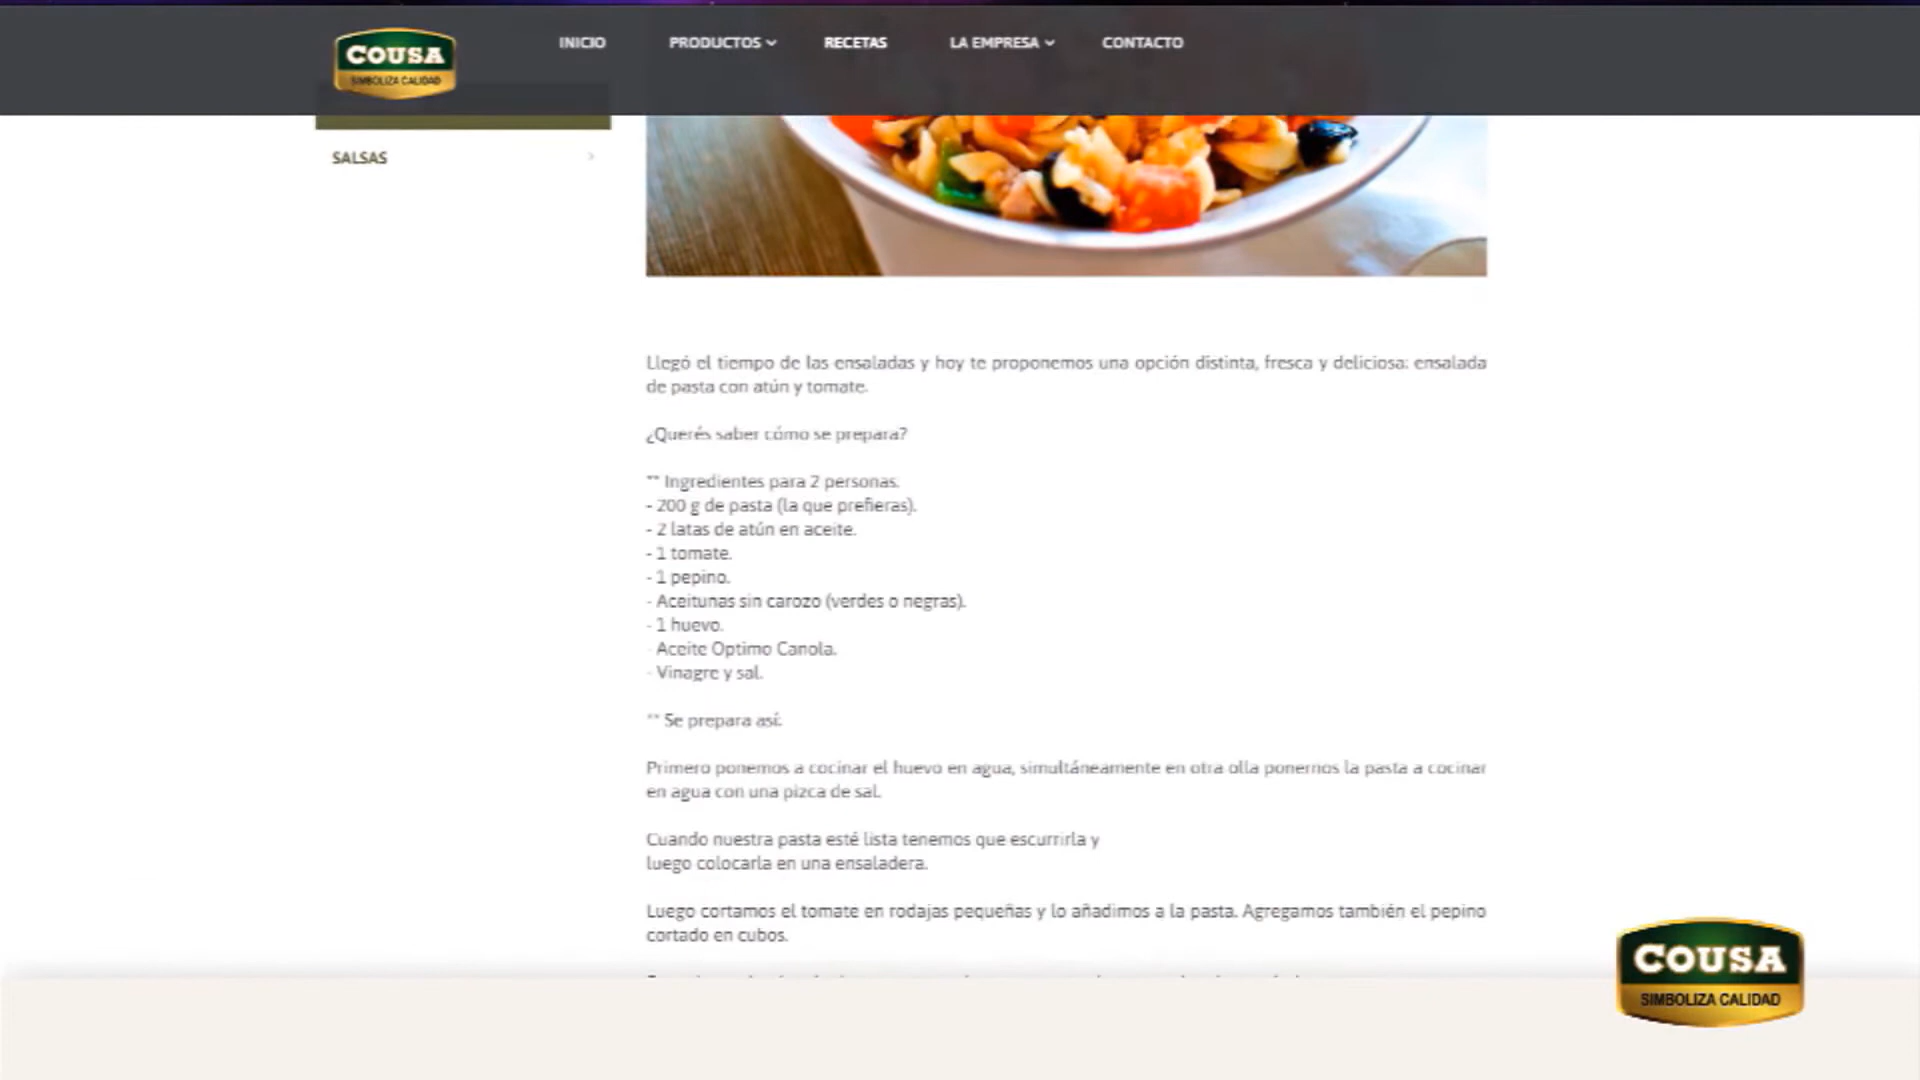 COUSA
SIMBOLIZA CALIDAD
INICIO
PRODUCTOS
RECETAS
LA EMPRESA
CONTACTO
SALSAS
Llegó el tiempo de las ensaladas y hoy te proponemos una opción distinta, fresca y deliciosa: ensalada
de pasta con atún y tomate.
¿Querés saber cómo se prepara?
** Ingredientes para 2 personas.
- 200 g de pasta (la que prefieras).
- 2 latas de atún en aceite.
- 1 tomate.
- 1 pepino.
- Aceitunas sin carozo (verdes o negras).
- 1 huevo.
- Aceite Optimo Canola.
- Vinagre y sal.
** Se prepara así:
Primero ponemos a cocinar el huevo en agua, simultáneamente en otra olla ponemos la pasta a cocinar
en agua con una pizca de sal.
Cuando nuestra pasta esté lista tenemos que escurrirla y
luego colocarla en una ensaladera.
Luego cortamos el tomate en rodajas pequeñas y lo añadimos a la pasta. Agregamos también el pepino
cortado en cubos.
COUSA
SIMBOLIZA CALIDAD